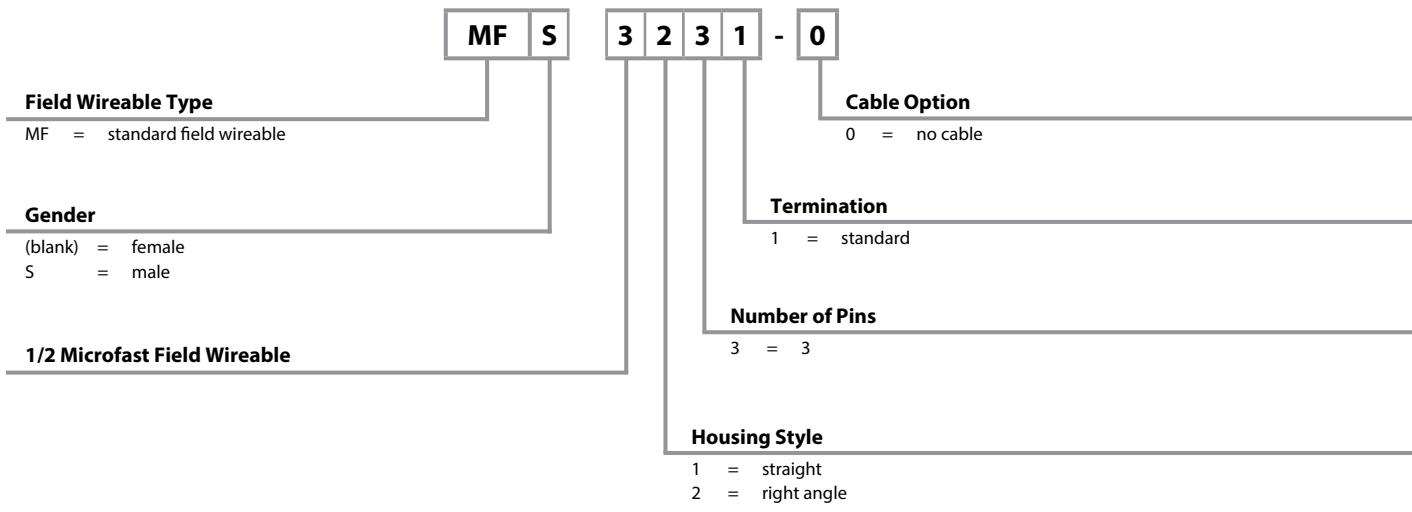 MF S 3 2 3 1 - 0
Field Wireable Type
MF = standard field wireable
Cable Option
0 = no cable
Gender
(blank) = female
S = male
Termination
1 = standard
Number of Pins
3 = 3
1/2 Microfast Field Wireable
Housing Style
1 = straight
2 = right angle